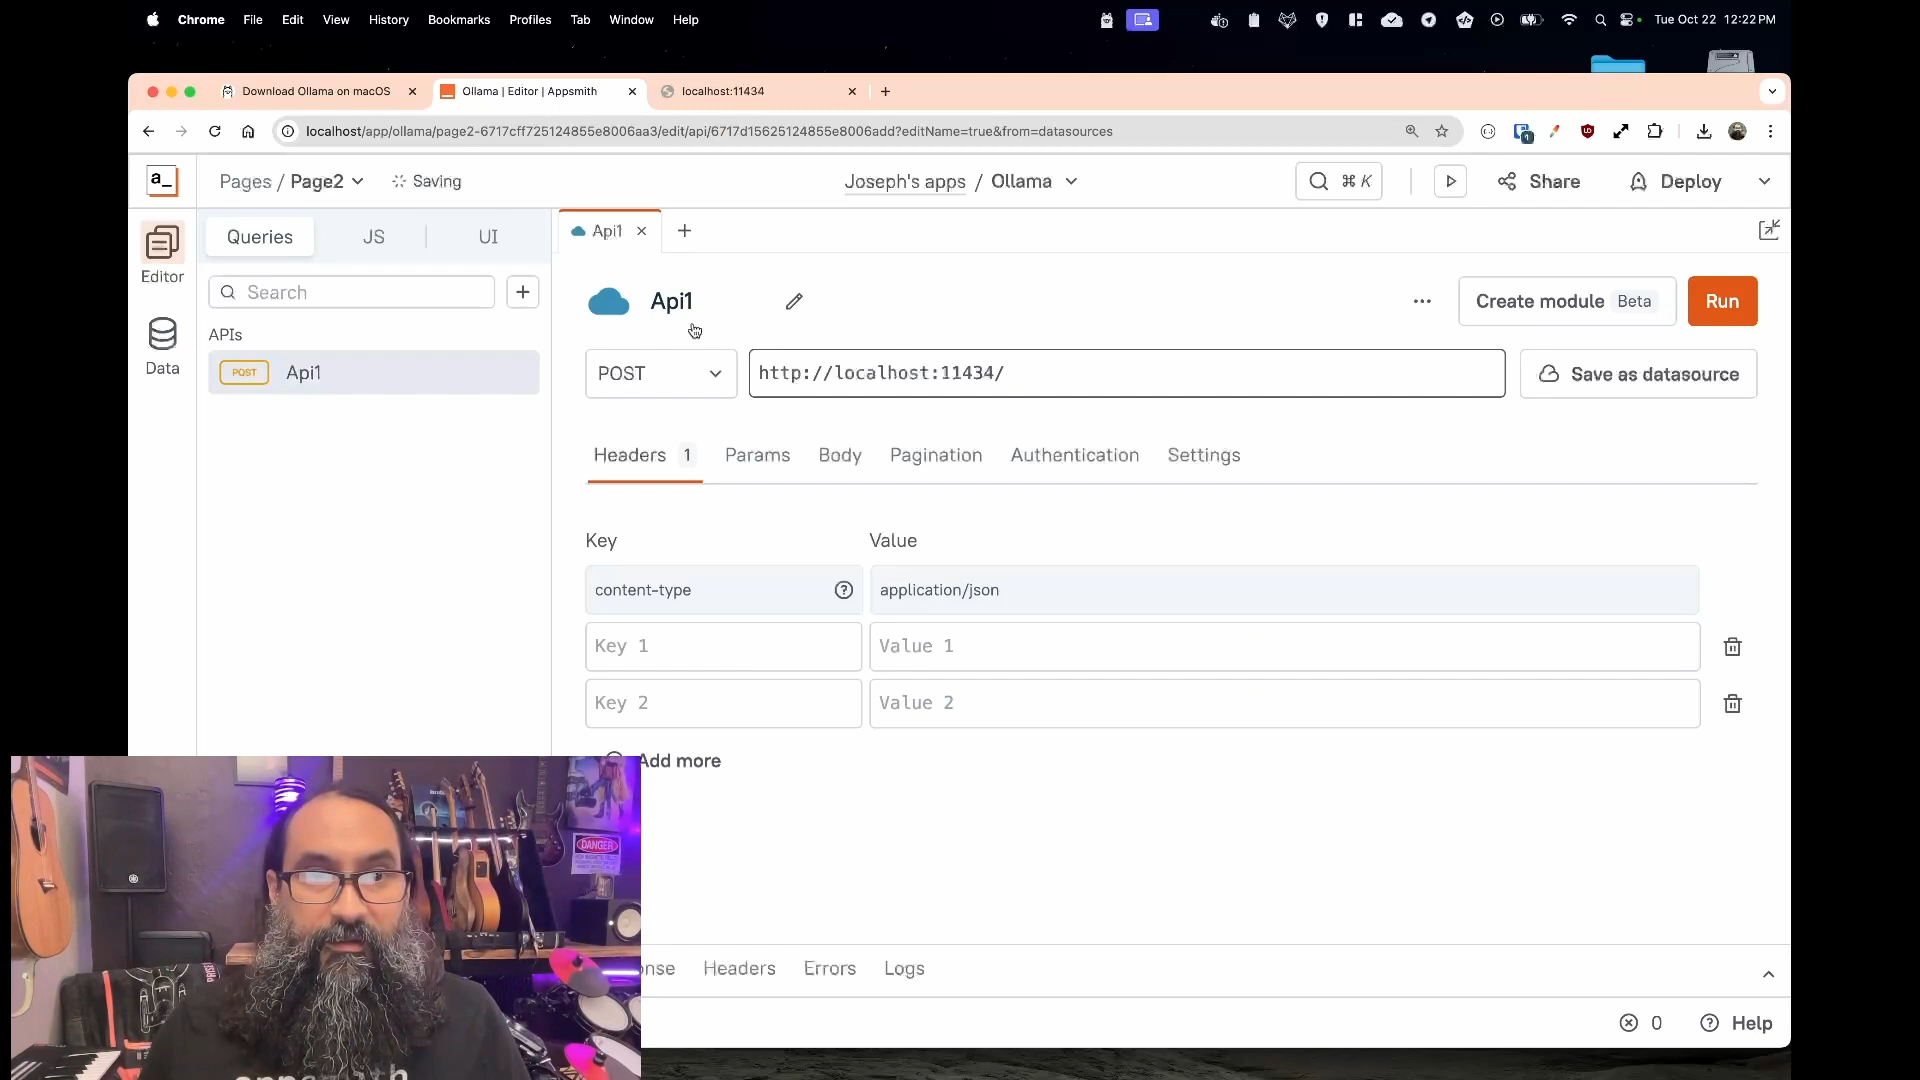 Chrome File Edit View History Bookmarks Profiles Tab Window Help Tue Oct 22 12:22 PM
Download Ollama on macOS Ollama | Editor | Appsmith localhost:11434
localhost/app/ollama/page2-6717cff725124855e8006aa3/edit/api/6717d15625124855e8006add?editName=true&from=datasources
a_ Pages / Page2 Saving Joseph's apps / Ollama ⌘ K Share Deploy
Editor
Data
Queries JS UI
Search
APIs
POST Api1
Api1
Api1 Create module Beta Run
POST http://localhost:11434/ Save as datasource
Headers 1 Params Body Pagination Authentication Settings
Key Value
content-type application/json
Key 1 Value 1
Key 2 Value 2
Add more
DANGER
Headers Errors Logs
0 Help